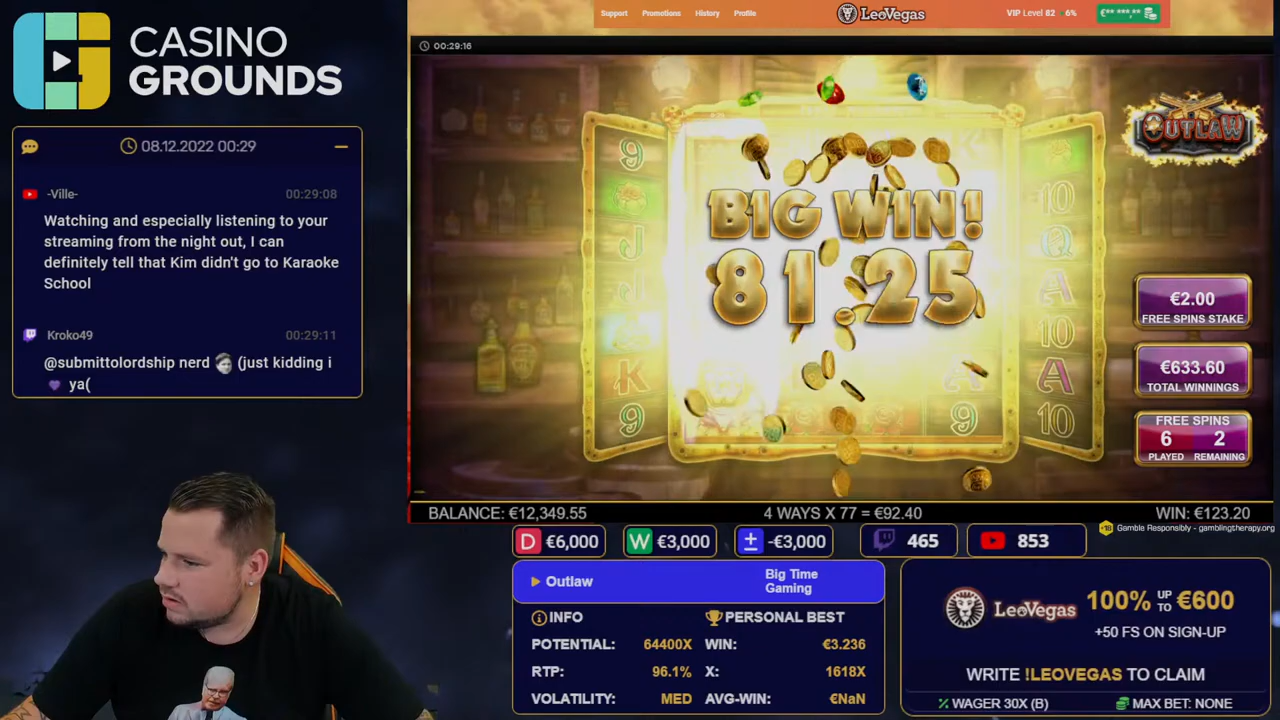 CASINO
GROUNDS
08.12.2022 00:29
-Ville- 00:29:08
Watching and especially listening to your
streaming from the night out, I can
definitely tell that Kim didn't go to Karaoke
School
Kroko49 00:29:11
@submittolordship nerd (just kidding i
💜 ya(
Support Promotions History Profile
LeoVegas
VIP Level 82 6%
€** ***,**
00:29:16
OUTLAW
BIG WIN!
81.25
9
J
J
K
9
9
A
10
Q
A
10
A
10
€2.00
FREE SPINS STAKE
€633.60
TOTAL WINNINGS
FREE SPINS
6 2
PLAYED REMAINING
BALANCE: €12,349.55 4 WAYS X 77 = €92.40 WIN: €123.20
D €6,000 W €3,000 ± -€3,000 465 853
+18 Gamble Responsibly - gamblingtherapy.org
Outlaw
Big Time
Gaming
INFO
POTENTIAL: 64400X
RTP: 96.1%
VOLATILITY: MED
PERSONAL BEST
WIN: €3.236
X: 1618X
AVG-WIN: €NaN
LeoVegas
100% UP TO €600
+50 FS ON SIGN-UP
WRITE !LEOVEGAS TO CLAIM
WAGER 30X (B) MAX BET: NONE